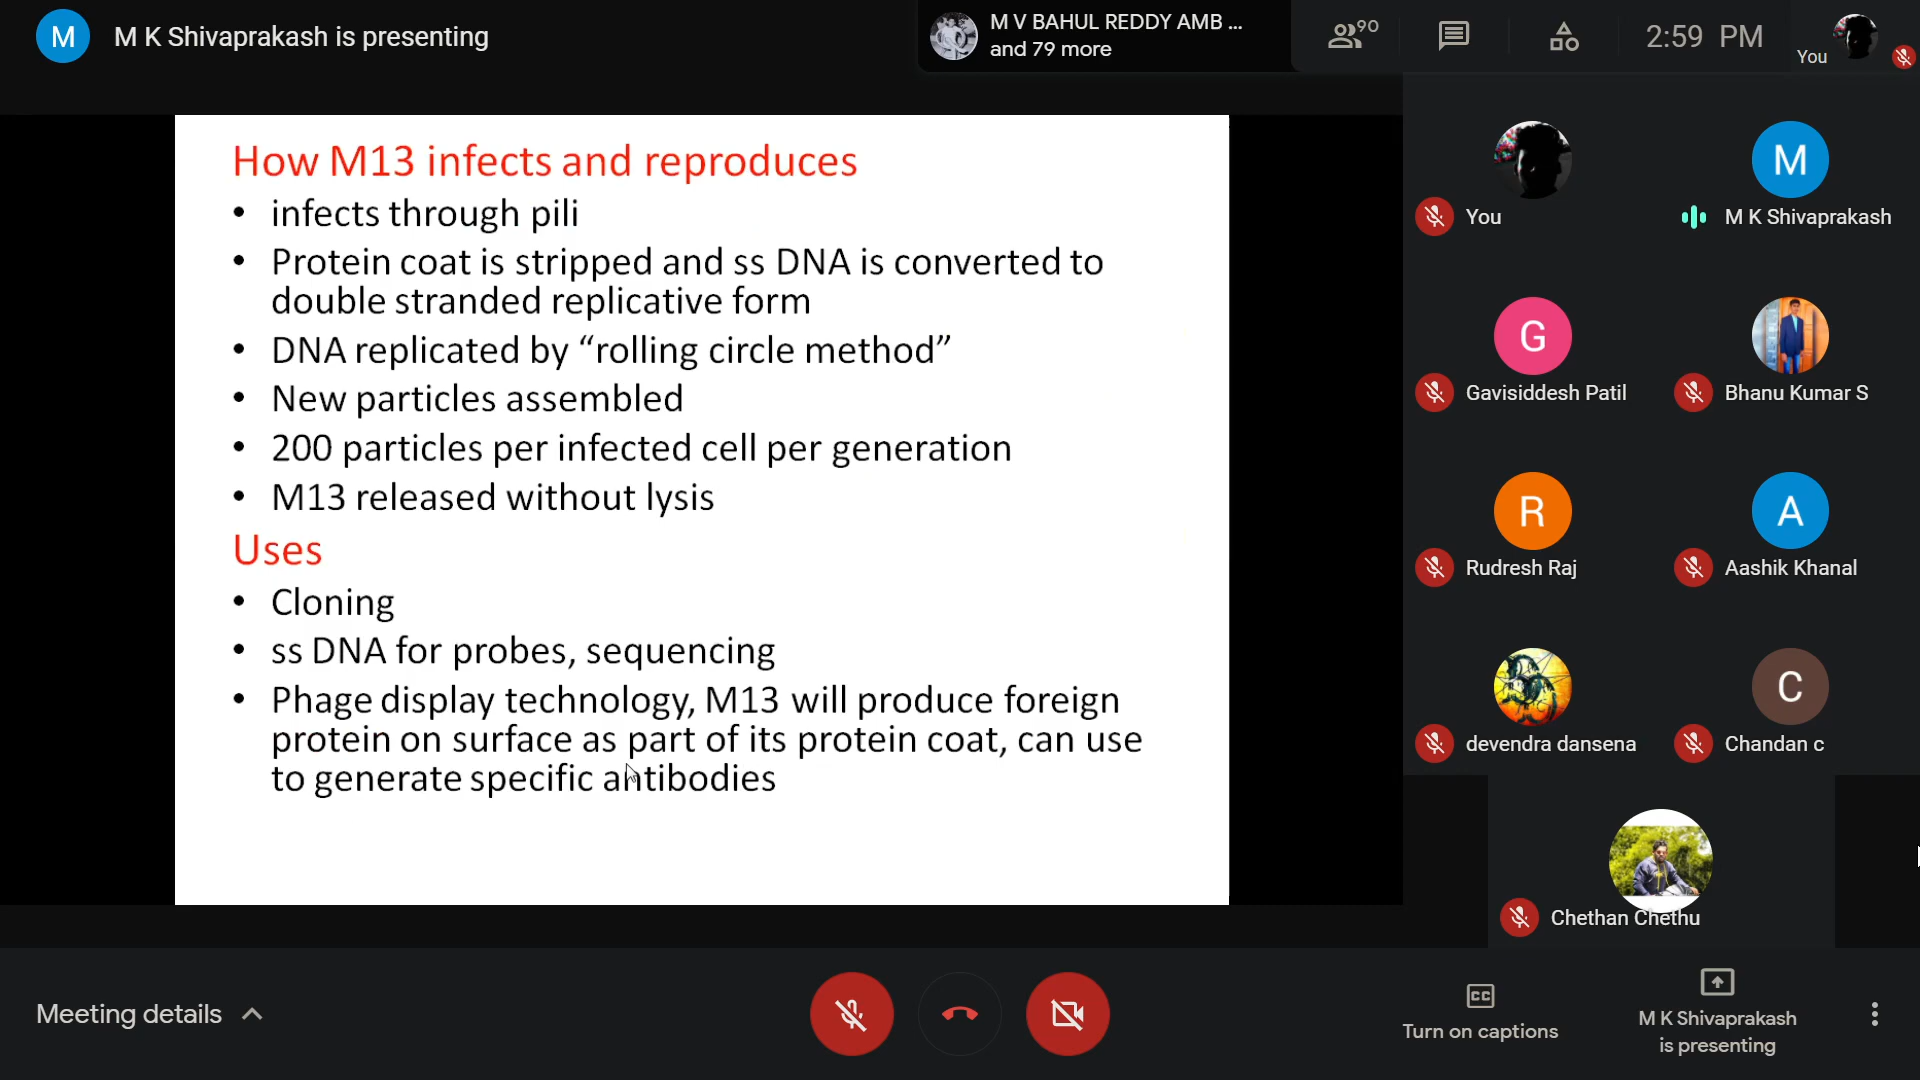 M
M K Shivaprakash is presenting
M V BAHUL REDDY AMB ...
and 79 more
90
2:59 PM
You
How M13 infects and reproduces
• infects through pili
• Protein coat is stripped and ss DNA is converted to
double stranded replicative form
• DNA replicated by “rolling circle method”
• New particles assembled
• 200 particles per infected cell per generation
• M13 released without lysis
Uses
• Cloning
• ss DNA for probes, sequencing
• Phage display technology, M13 will produce foreign
protein on surface as part of its protein coat, can use
to generate specific antibodies
You
M
M K Shivaprakash
G
Gavisiddesh Patil
Bhanu Kumar S
R
Rudresh Raj
A
Aashik Khanal
devendra dansena
C
Chandan c
Chethan Chethu
Meeting details
CC
Turn on captions
M K Shivaprakash
is presenting